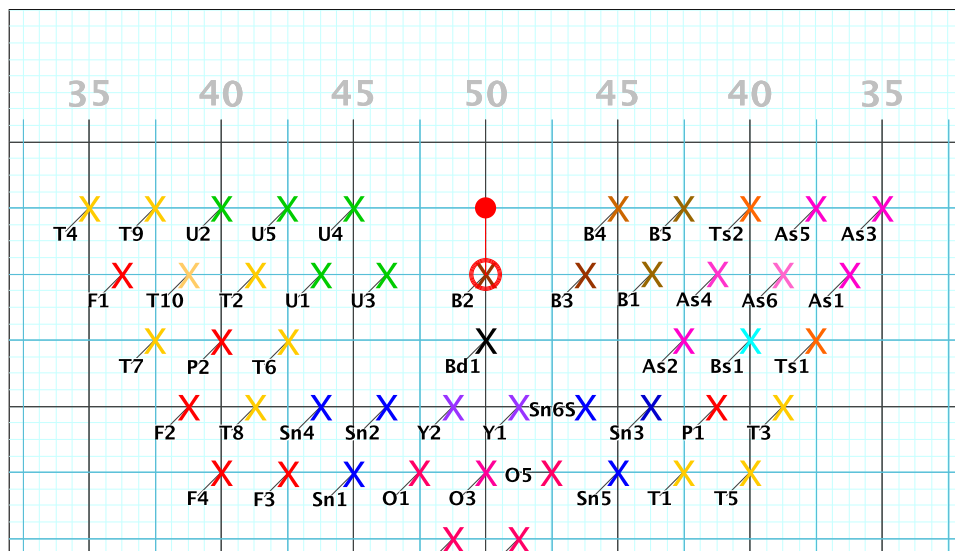 35 40 45 50 45 40 35
T4 T9 U2 U5 U4 B4 B5 Ts2 As5 As3
F1 T10 T2 U1 U3 B2 B3 B1 As4 As6 As1
T7 P2 T6 Bd1 As2 Bs1 Ts1
F2 T8 Sn4 Sn2 Y2 Y1 Sn6S Sn3 P1 T3
F4 F3 Sn1 O1 O3 O5 Sn5 T1 T5